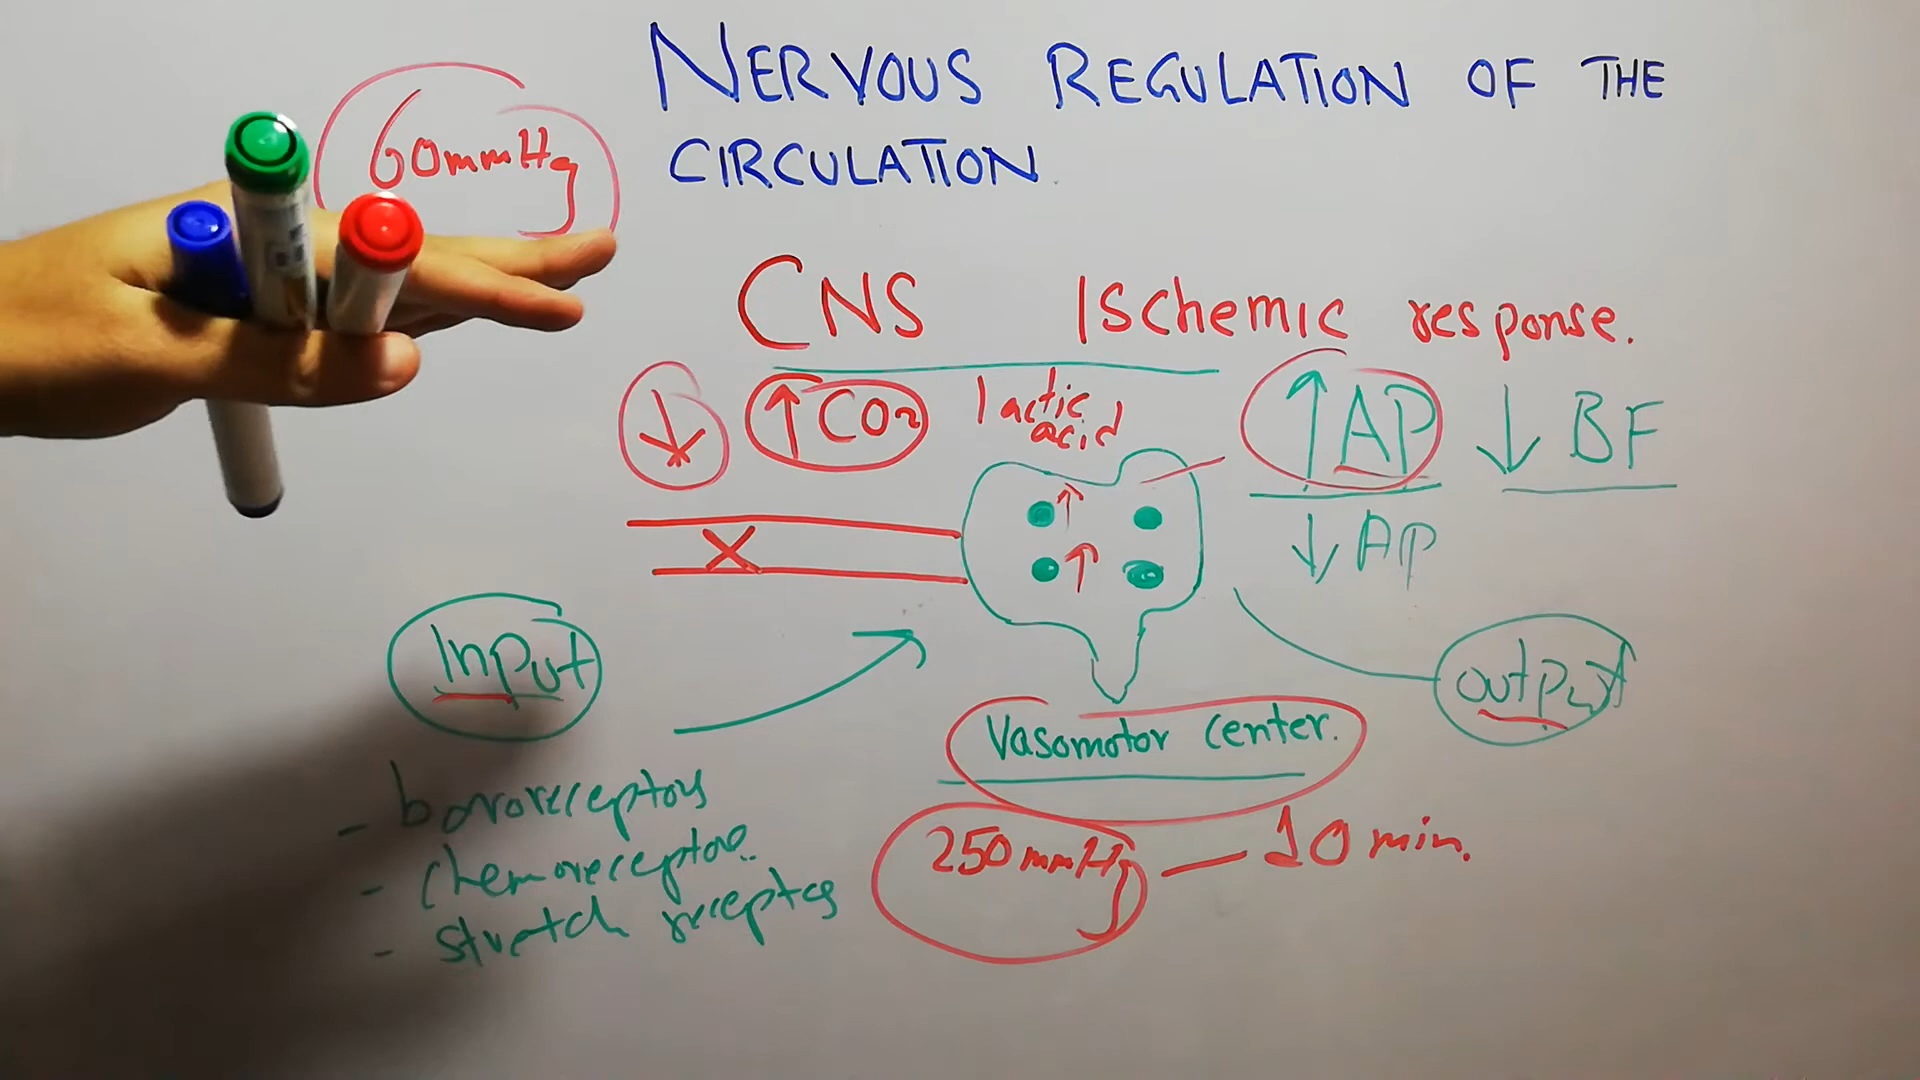 NERVOUS REGULATION OF THE
CIRCULATION
60mmHg
CNS Ischemic response.
↓ ↑CO2 lactic
acid
↑AP ↓BF
↓AP
X
↑
↑
Input
output
Vasomotor center.
- baroreceptors
- chemoreceptors
- stretch receptors
250mmHg — 10 min.